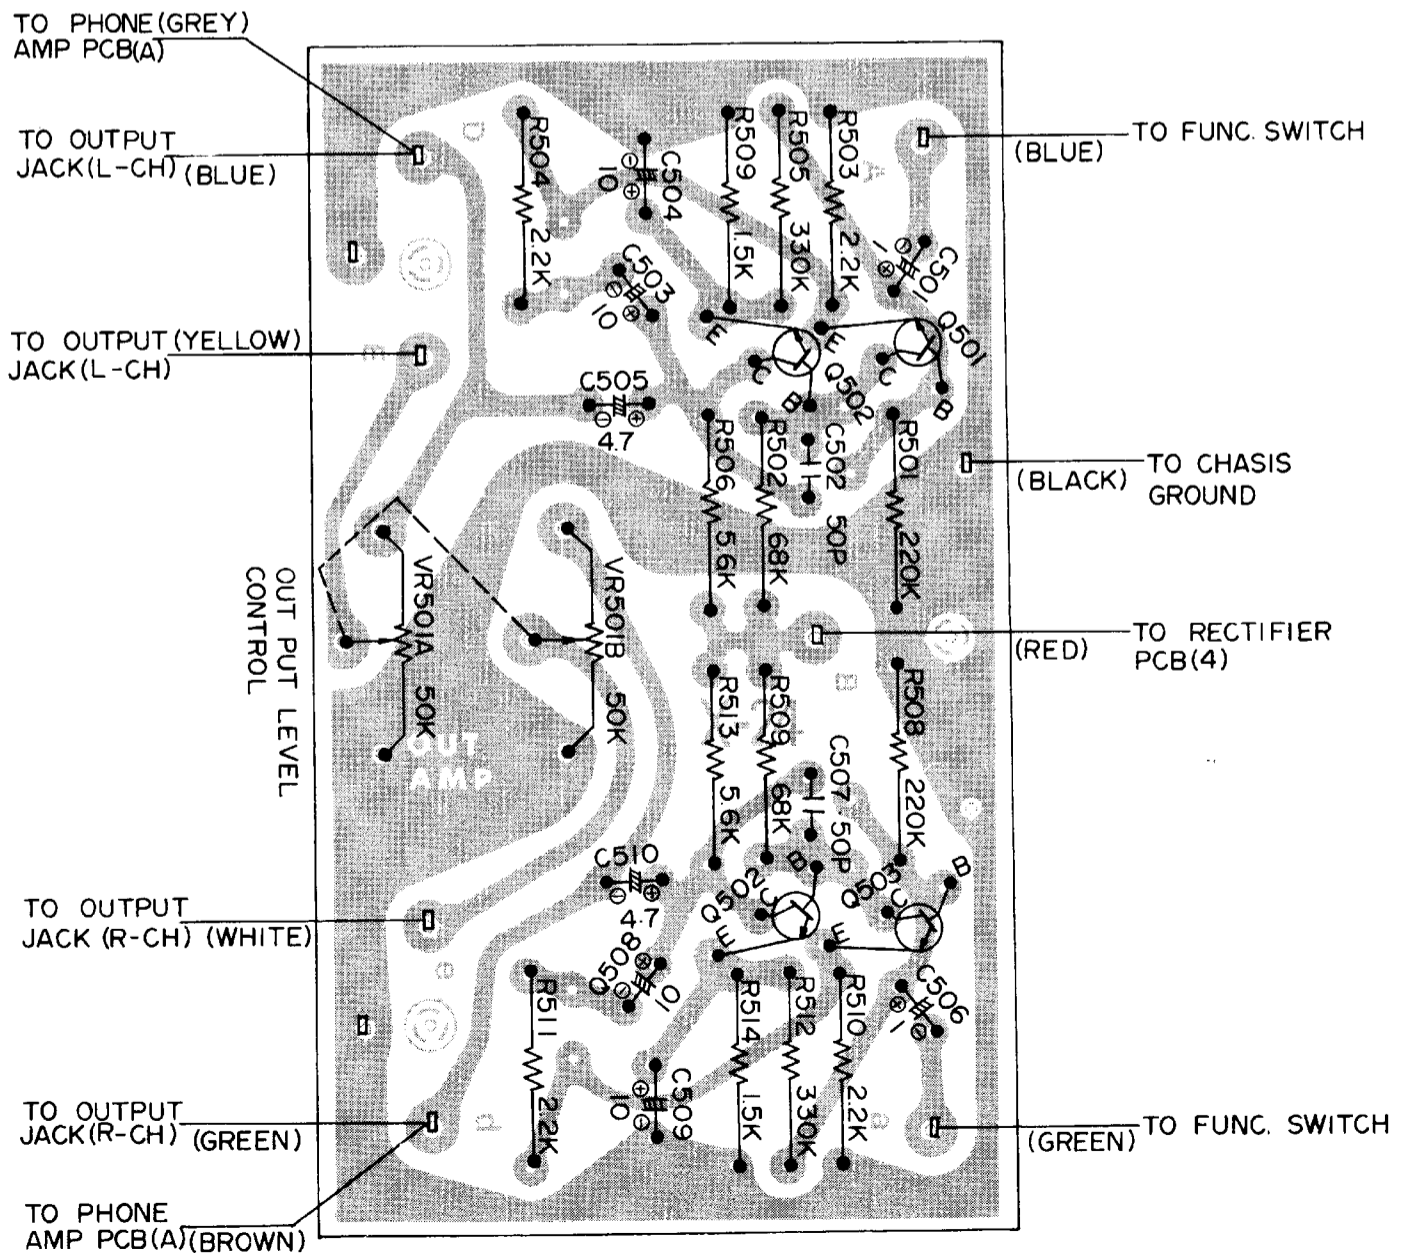 TO PHONE (GREY)
AMP PCB(A)
TO OUTPUT
JACK(L-CH) (BLUE)
TO OUTPUT (YELLOW)
JACK(L-CH)
OUT PUT LEVEL
CONTROL
TO OUTPUT
JACK (R-CH) (WHITE)
TO OUTPUT
JACK(R-CH) (GREEN)
TO PHONE
AMP PCB(A)(BROWN)
D
R504
2.2K
C504
⊖ ⊕
10
R509
1.5K
R505
330K
R503
2.2K
A
C501
⊖ ⊕
1
C503
⊖ ⊕
10
E
C
B
Q502
E
C
B
Q501
E
C505
⊖ ⊕
4.7
R506
5.6K
R502
68K
C502
50P
R501
220K
VR501A
50K
VR501B
50K
OUT
AMP
B
R513
5.6K
R509
68K
C507
50P
R508
220K
C510
⊖ ⊕
4.7
Q502
E
C
B
Q503
E
C
B
e
Q508
⊖ ⊕
10
R511
2.2K
C509
⊕ ⊖
10
R514
1.5K
R512
330K
R510
2.2K
C506
⊕ ⊖
1
d
a
(BLUE)
TO FUNC. SWITCH
(BLACK)
TO CHASIS
GROUND
(RED)
TO RECTIFIER
PCB(4)
(GREEN)
TO FUNC. SWITCH